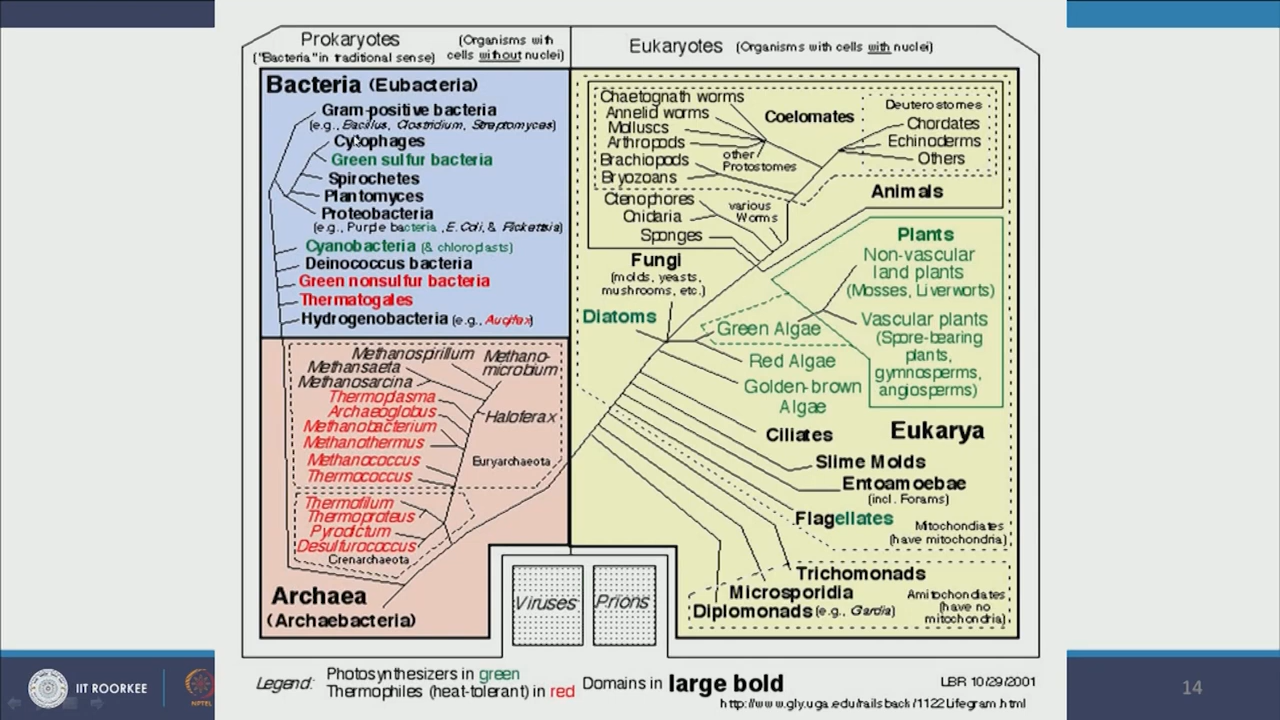 Prokaryotes
("Bacteria" in traditional sense)
(Organisms with
cells without nuclei)
Eukaryotes (Organisms with cells with nuclei)
Bacteria (Eubacteria)
Gram-positive bacteria
(e.g., Bacillus, Clostridium, Streptomyces)
Cytophages
Green sulfur bacteria
Spirochetes
Plantomyces
Proteobacteria
(e.g., Purple bacteria, E.Coli, & Rickettsia)
Cyanobacteria (& chloroplasts)
Deinococcus bacteria
Green nonsulfur bacteria
Thermatogales
Hydrogenobacteria (e.g., Auqifex)
Methanospirillum
Methano-
microbium
Methansaeta
Methanosarcina
Thermoplasma
Archaeoglobus
Haloferax
Methanobacterium
Methanothermus
Methanococcus
Euryarchaeota
Thermococcus
Thermofilum
Thermoproteus
Pyrodictum
Desulfurococcus
Crenarchaeota
Archaea
(Archaebacteria)
Chaetognath worms
Annelid worms
Molluscs
Arthropods
Brachiopods
Bryozoans
Coelomates
other
Protostomes
Deuterostomes
Chordates
Echinoderms
Others
Animals
Ctenophores
Cnidaria
Sponges
various
Worms
Fungi
(molds, yeasts,
mushrooms, etc.)
Diatoms
Plants
Non-vascular
land plants
(Mosses, Liverworts)
Vascular plants
(Spore-bearing
plants,
gymnosperms,
angiosperms)
Green Algae
Red Algae
Golden-brown
Algae
Ciliates
Eukarya
Slime Molds
Entoamoebae
(incl. Forams)
Flagellates
Mitochondiates
(have mitochondria)
Trichomonads
Microsporidia
Diplomonads (e.g., Gardia)
Amitochondiates
(have no
mitochondria)
Viruses
Prions
Legend:
Photosynthesizers in green
Thermophiles (heat-tolerant) in red
Domains in large bold
LBR 10/29/2001
http://www.gly.uga.edu/railsback/1122Lifegram.html
IIT ROORKEE
NPTEL
14